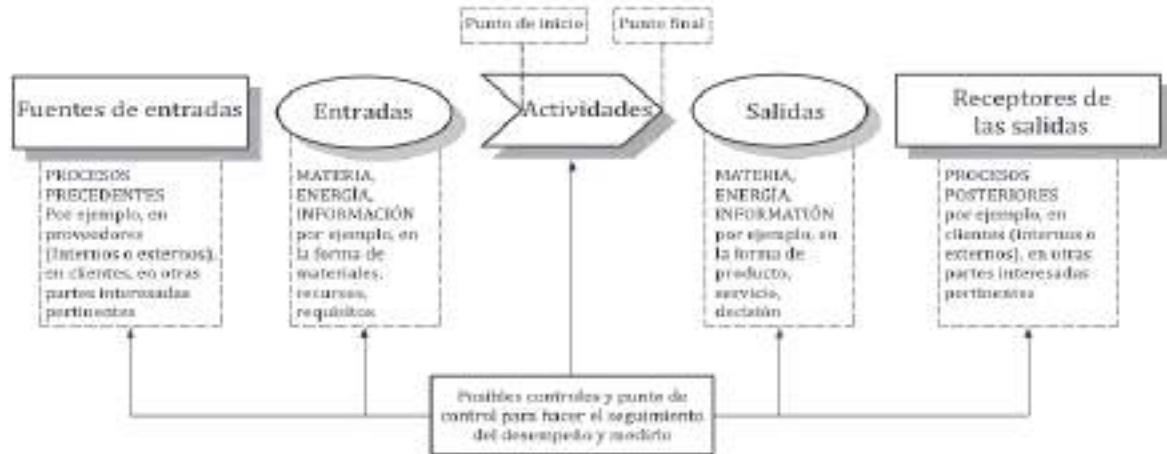 Punto de inicio
Punto final
Fuentes de entradas
Entradas
Actividades
Salidas
Receptores de
las salidas
PROCESOS
PRECEDENTES
Por ejemplo, en
proveedores
(internos o externos),
en clientes, en otras
partes interesadas
pertinentes
MATERIA,
ENERGÍA,
INFORMACIÓN
por ejemplo, en
la forma de
materiales,
recursos,
requisitos
MATERIA,
ENERGÍA,
INFORMATIÓN
por ejemplo, en
la forma de
producto,
servicio,
decisión
PROCESOS
POSTERIORES
por ejemplo, en
clientes (internos o
externos), en otras
partes interesadas
pertinentes
Posibles controles y punto de
control para hacer el seguimiento
del desempeño y medirlo